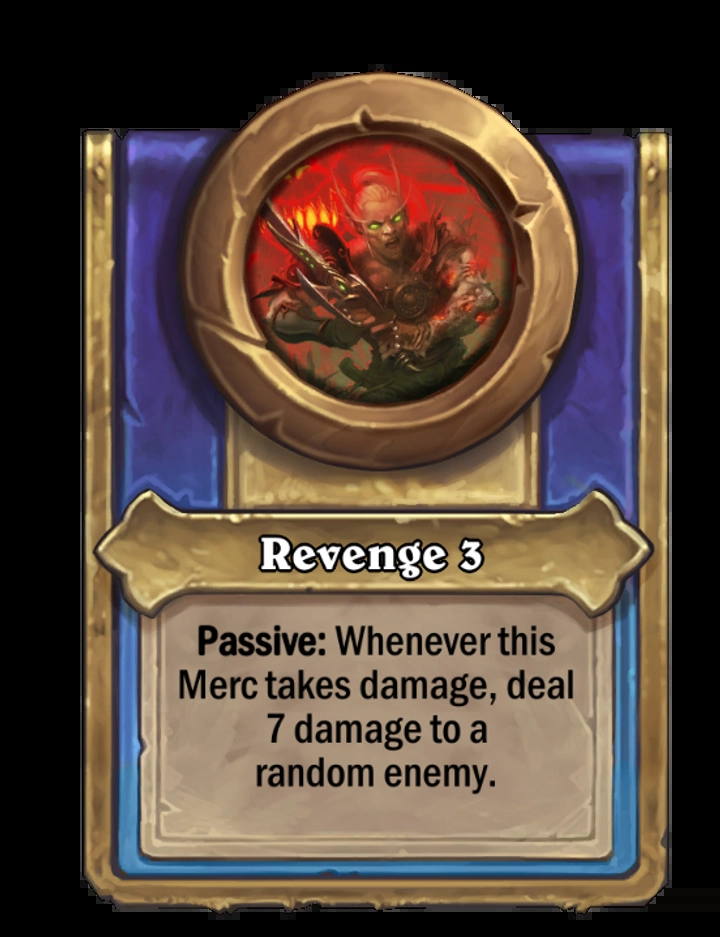 Revenge 3
Passive: Whenever this
Merc takes damage, deal
7 damage to a
random enemy.